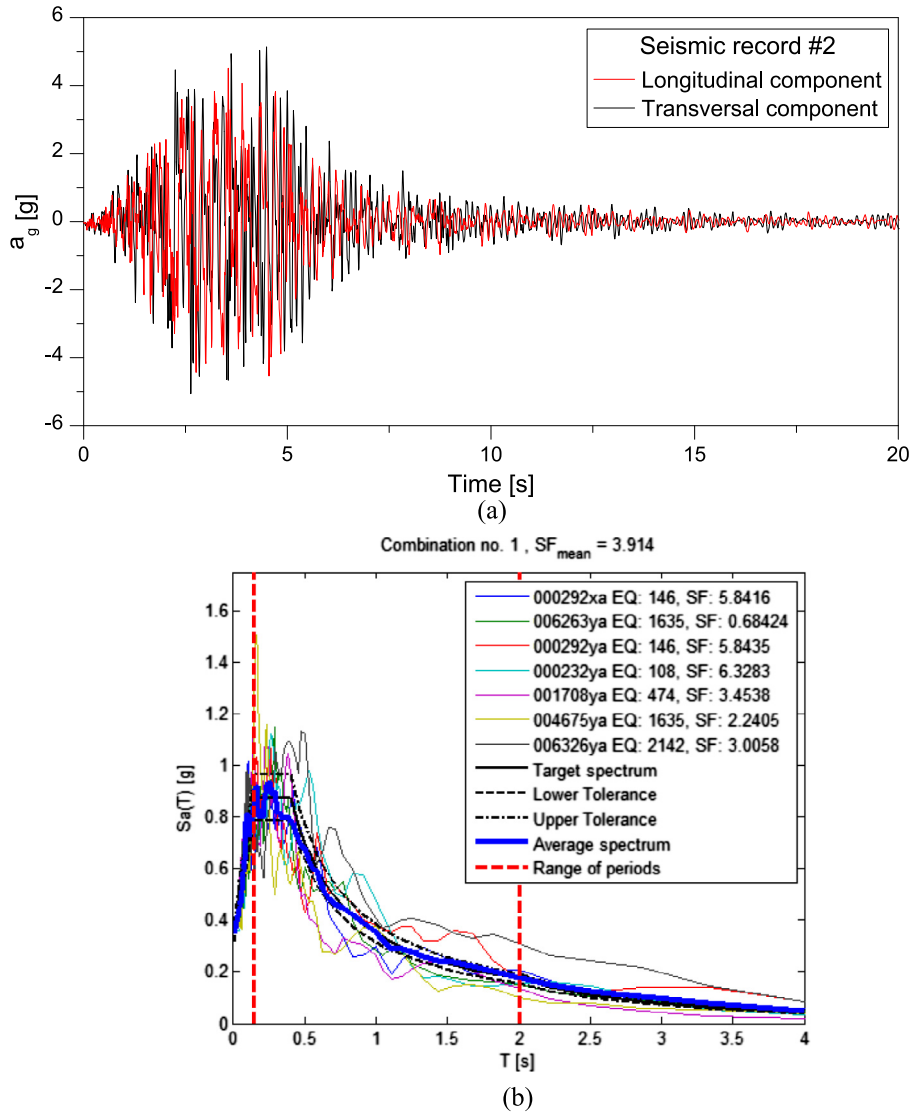 6
4
2
0
-2
-4
-6
a_g [g]
Seismic record #2
Longitudinal component
Transversal component
0
5
10
15
20
Time [s]
(a)
Combination no. 1 , SF_mean = 3.914
1.6
1.4
1.2
1
0.8
0.6
0.4
0.2
0
Sa(T) [g]
000292xa EQ: 146, SF: 5.8416
006263ya EQ: 1635, SF: 0.68424
000292ya EQ: 146, SF: 5.8435
000232ya EQ: 108, SF: 6.3283
001708ya EQ: 474, SF: 3.4538
004675ya EQ: 1635, SF: 2.2405
006326ya EQ: 2142, SF: 3.0058
Target spectrum
Lower Tolerance
Upper Tolerance
Average spectrum
Range of periods
0
0.5
1
1.5
2
2.5
3
3.5
4
T [s]
(b)